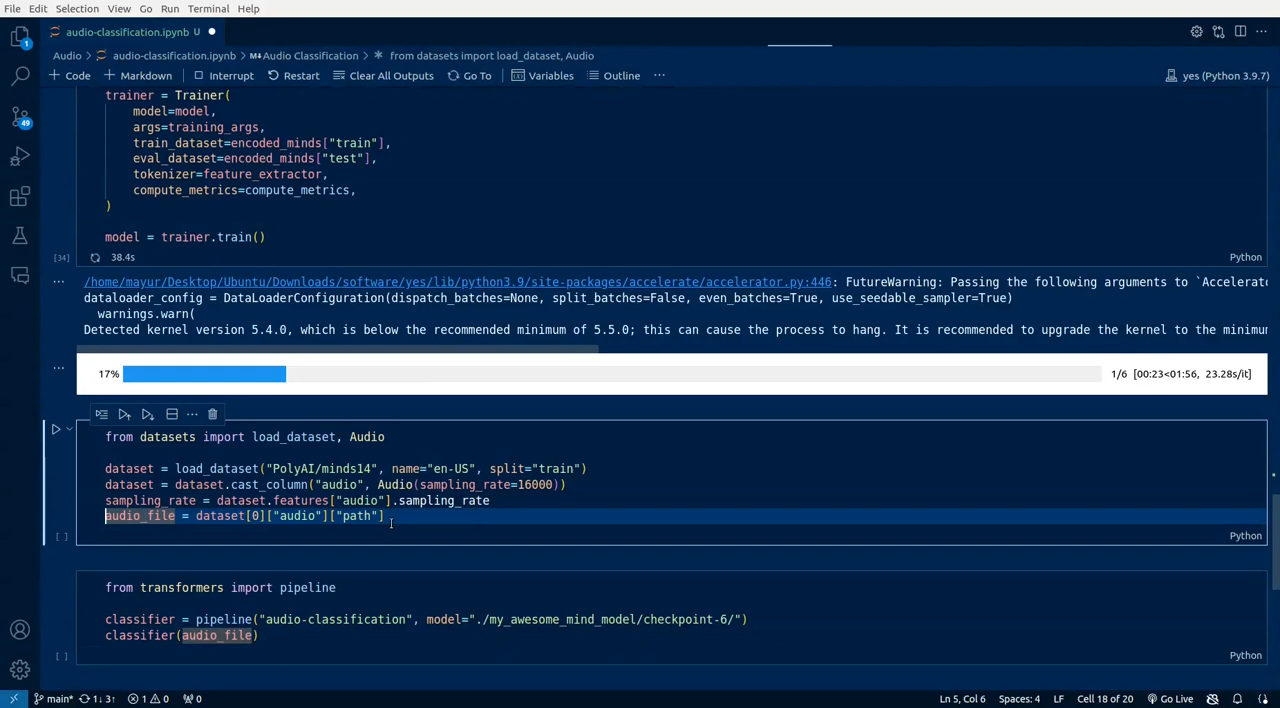 File Edit Selection View Go Run Terminal Help
audio-classification.ipynb U
1
Audio > audio-classification.ipynb > M↓Audio Classification > from datasets import load_dataset, Audio
+ Code + Markdown Interrupt Restart Clear All Outputs Go To Variables Outline ... yes (Python 3.9.7)
49
trainer = Trainer(
model=model,
args=training_args,
train_dataset=encoded_minds["train"],
eval_dataset=encoded_minds["test"],
tokenizer=feature_extractor,
compute_metrics=compute_metrics,
)
model = trainer.train()
[34] 38.4s Python
... /home/mayur/Desktop/Ubuntu/Downloads/software/yes/lib/python3.9/site-packages/accelerate/accelerator.py:446: FutureWarning: Passing the following arguments to `Accelerato
dataloader_config = DataLoaderConfiguration(dispatch_batches=None, split_batches=False, even_batches=True, use_seedable_sampler=True)
warnings.warn(
Detected kernel version 5.4.0, which is below the recommended minimum of 5.5.0; this can cause the process to hang. It is recommended to upgrade the kernel to the minimum
...
17% 1/6 [00:23<01:56, 23.28s/it]
from datasets import load_dataset, Audio
dataset = load_dataset("PolyAI/minds14", name="en-US", split="train")
dataset = dataset.cast_column("audio", Audio(sampling_rate=16000))
sampling_rate = dataset.features["audio"].sampling_rate
audio_file = dataset[0]["audio"]["path"]
[ ] Python
from transformers import pipeline
classifier = pipeline("audio-classification", model="./my_awesome_mind_model/checkpoint-6/")
classifier(audio_file)
[ ] Python
main* 1↓ 3↑ 1 0 0 Ln 5, Col 6 Spaces: 4 LF Cell 18 of 20 Go Live